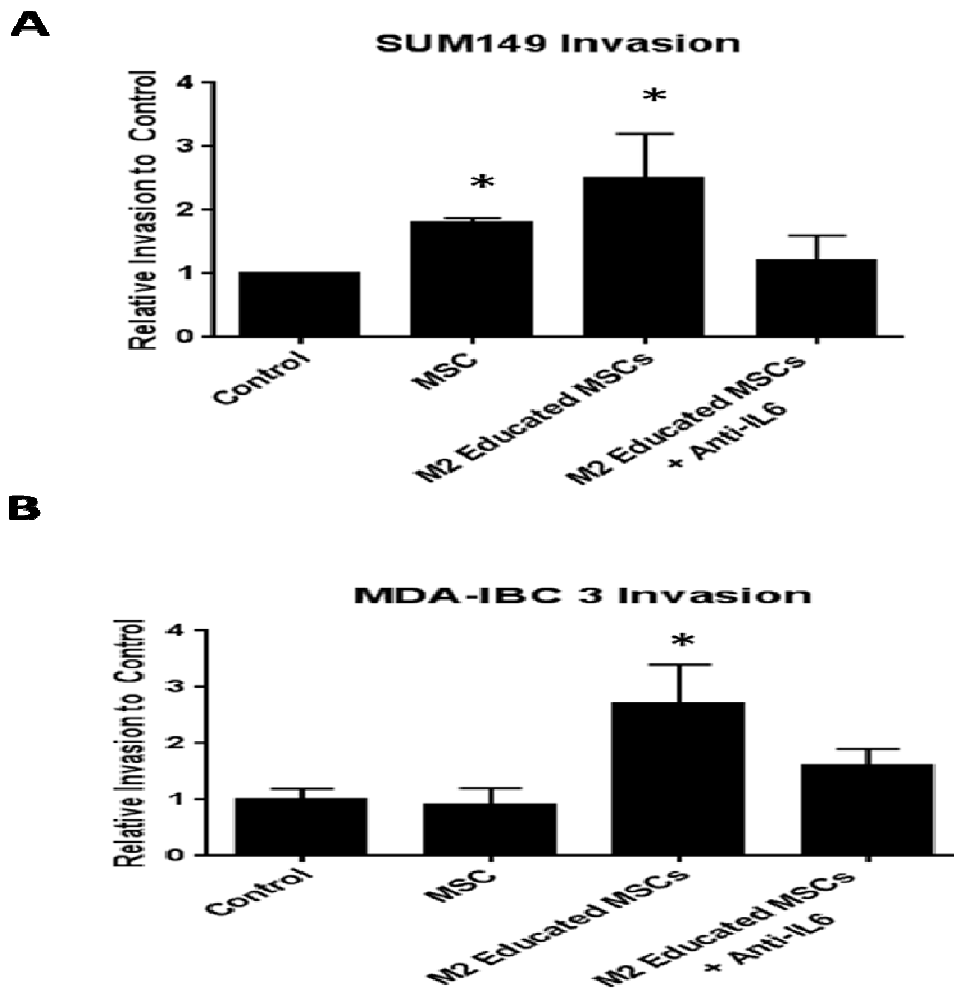 A
SUM149 Invasion
Relative Invasion to Control
4
3
2
1
0
*
*
Control
MSC
M2 Educated MSCs
M2 Educated MSCs
+ Anti-IL6
B
MDA-IBC 3 Invasion
Relative Invasion to Control
4
3
2
1
0
*
Control
MSC
M2 Educated MSCs
M2 Educated MSCs
+ Anti-IL6